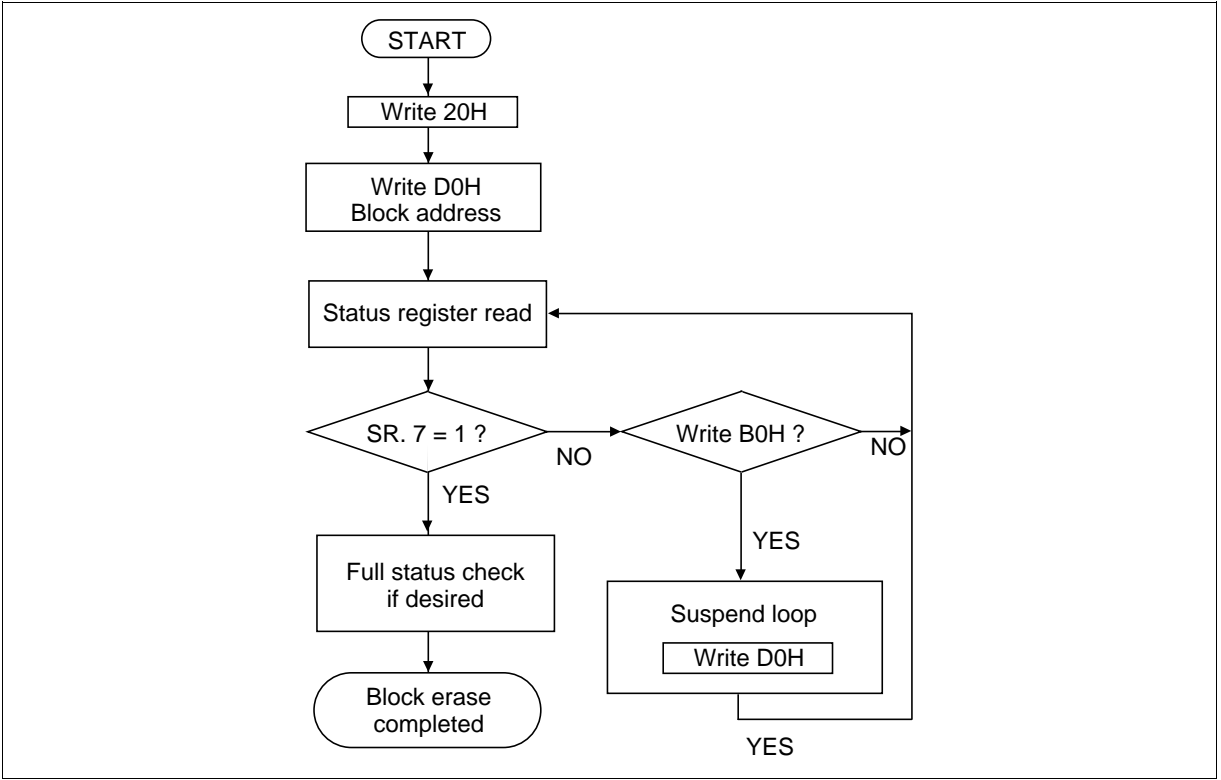 START
Write 20H
Write D0H
Block address
Status register read
SR. 7 = 1 ?
NO
Write B0H ?
NO
YES
YES
Full status check
if desired
Suspend loop
Write D0H
Block erase
completed
YES